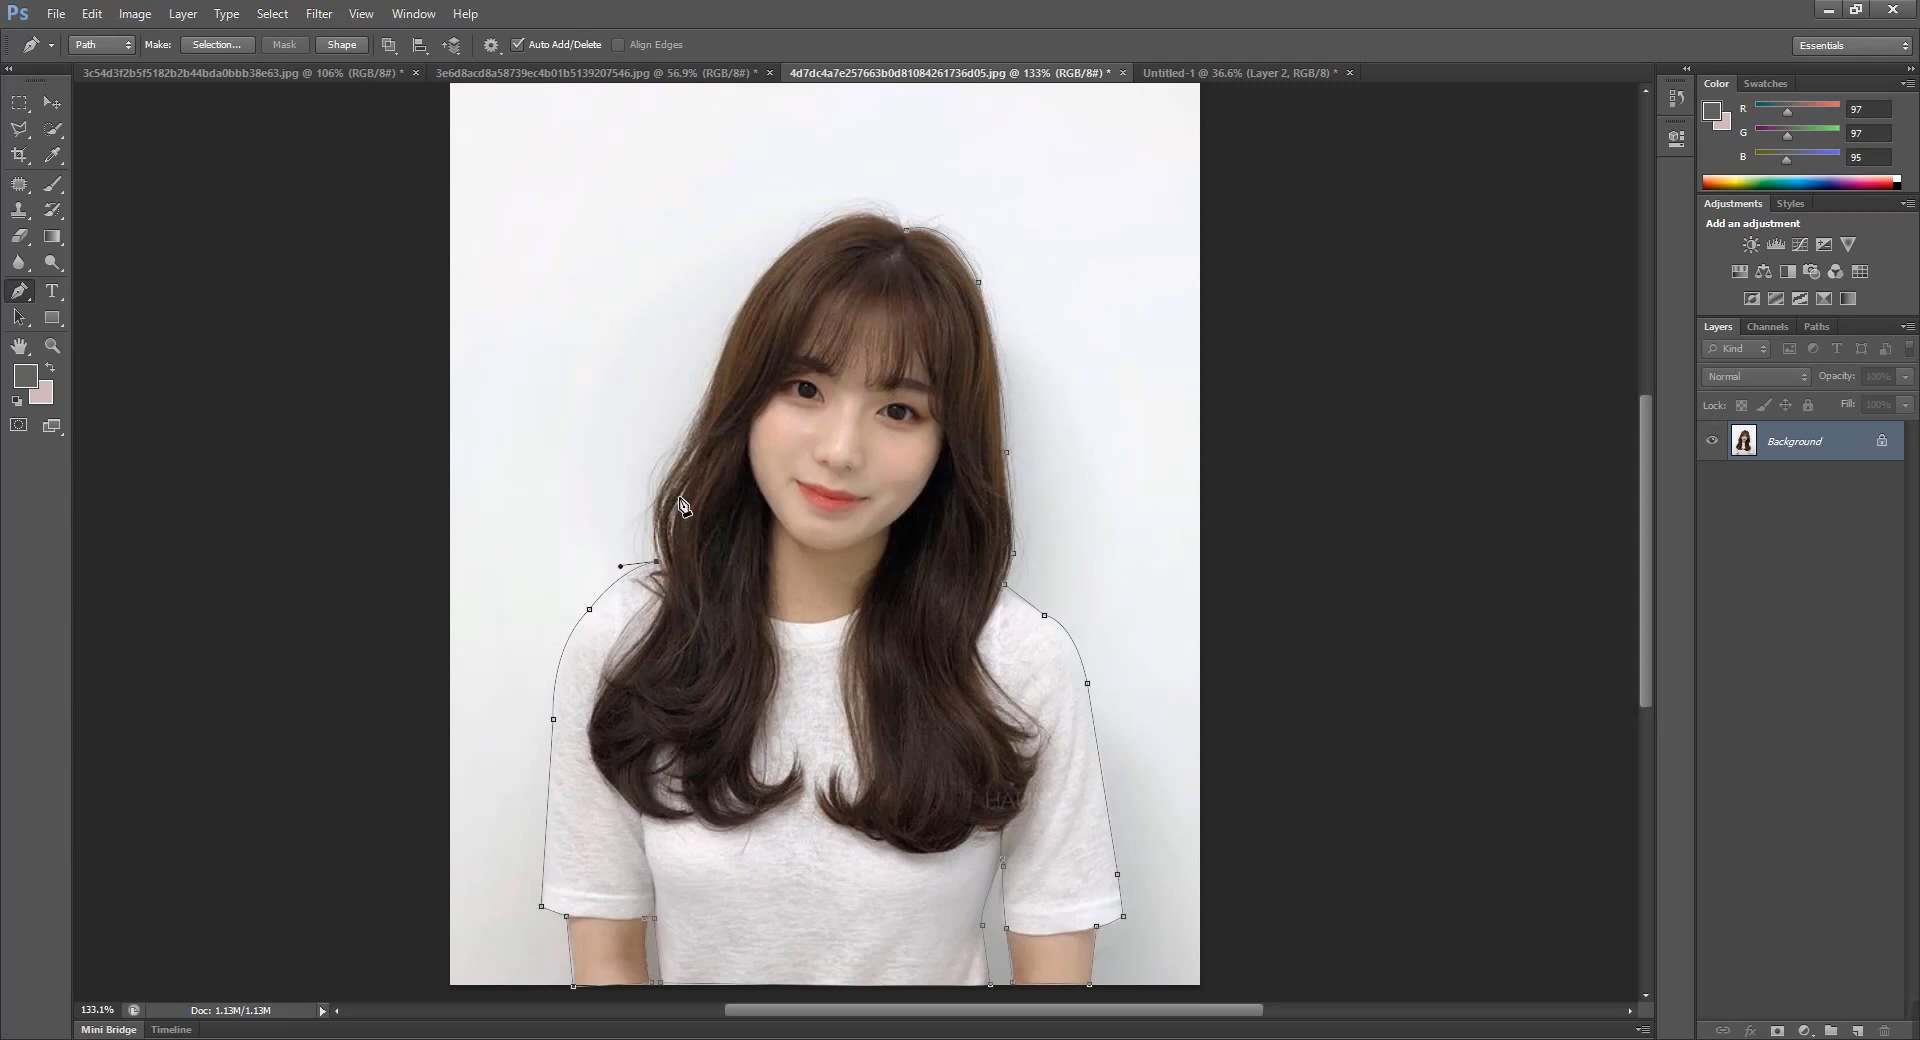 Ps File Edit Image Layer Type Select Filter View Window Help
Path Make: Selection... Mask Shape Auto Add/Delete Align Edges Essentials
3c54d3f2b5f5182b2b44bda0bbb38e63.jpg @ 106% (RGB/8#) * × 3e6d8acd8a58739ec4b01b5139207546.jpg @ 56.9% (RGB/8#) * × 4d7dc4a7e257663b0d81084261736d05.jpg @ 133% (RGB/8#) * × Untitled-1 @ 36.6% (Layer 2, RGB/8) * ×
Color Swatches
R 97
G 97
B 95
Adjustments Styles
Add an adjustment
Layers Channels Paths
Kind
Normal Opacity: 100%
Lock: Fill: 100%
Background
133.1% Doc: 1.13M/1.13M
Mini Bridge Timeline